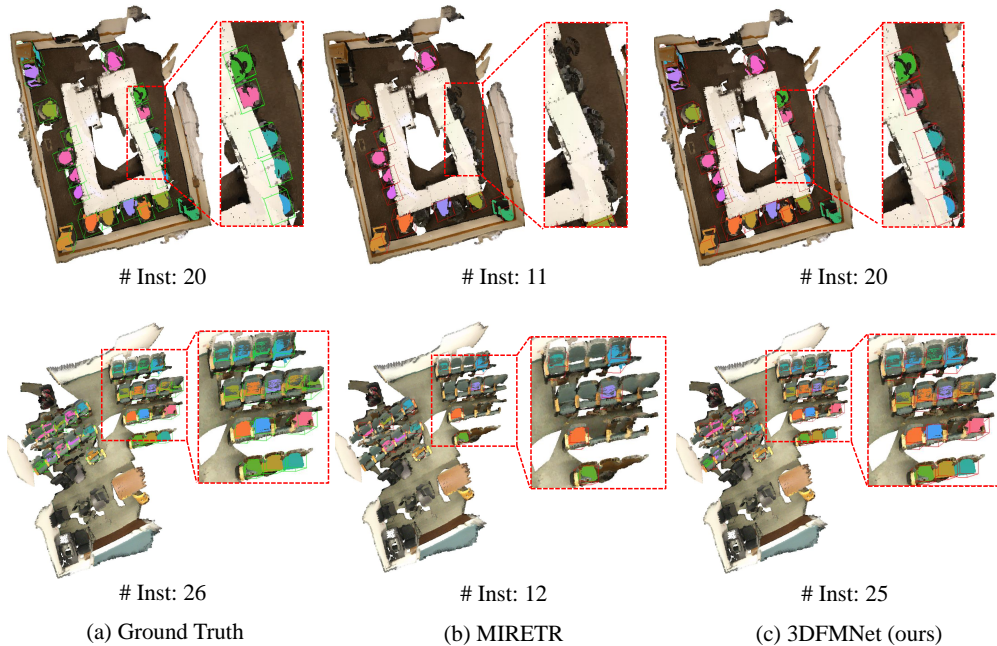 # Inst: 20
# Inst: 11
# Inst: 20
# Inst: 26
# Inst: 12
# Inst: 25
(a) Ground Truth
(b) MIRETR
(c) 3DFMNet (ours)